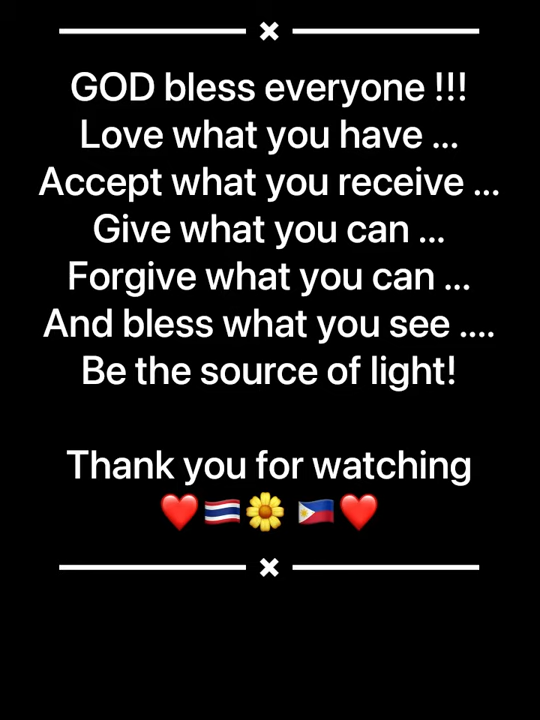 GOD bless everyone !!!
Love what you have ...
Accept what you receive ...
Give what you can ...
Forgive what you can ...
And bless what you see ....
Be the source of light!
Thank you for watching
❤️🇹🇭🌼 🇵🇭❤️